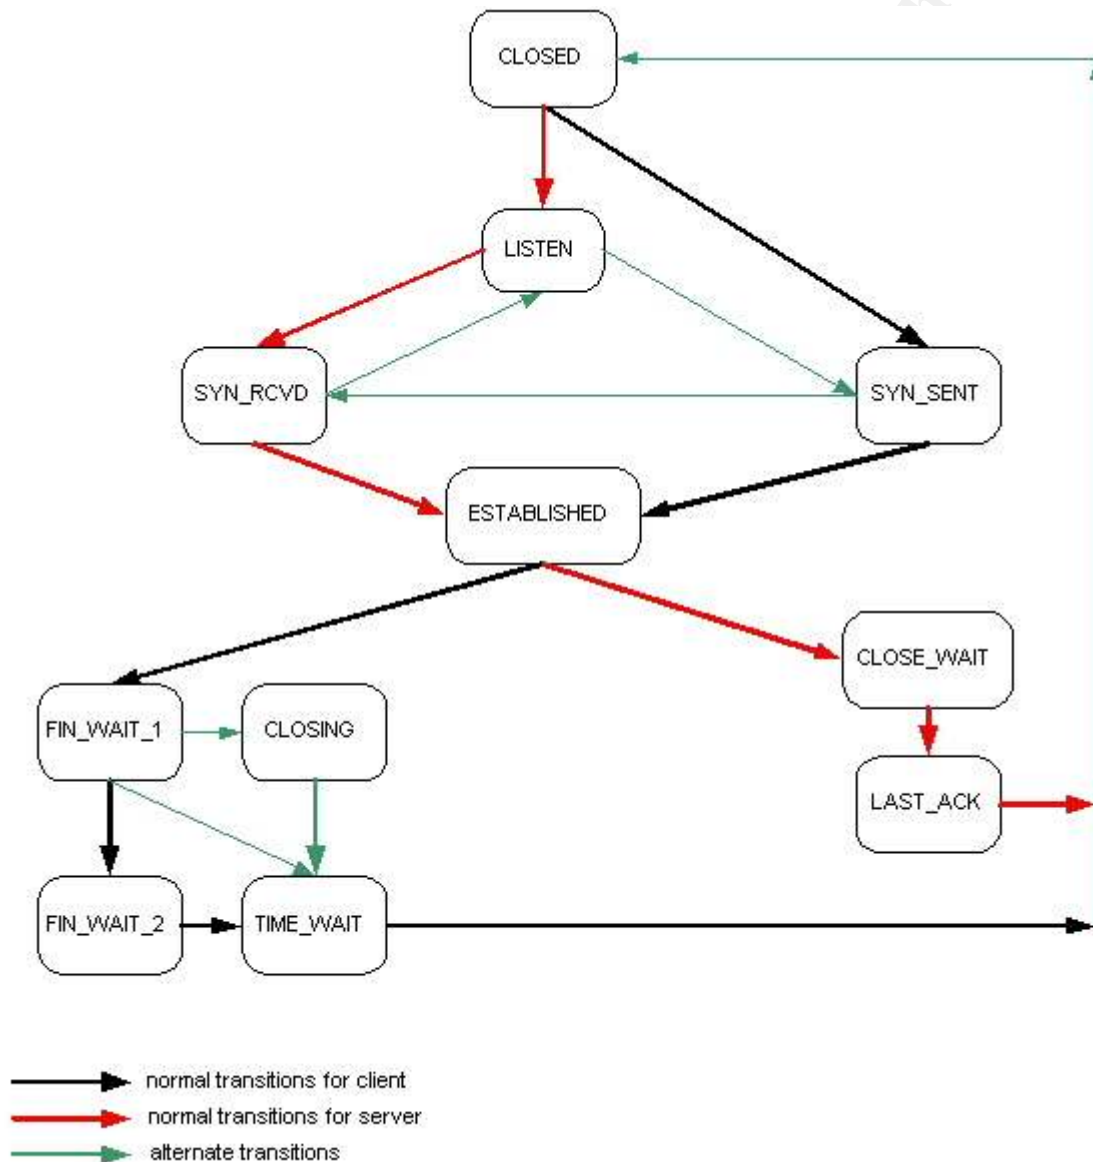 CLOSED
LISTEN
SYN_RCVD
SYN_SENT
ESTABLISHED
CLOSE_WAIT
FIN_WAIT_1
CLOSING
LAST_ACK
FIN_WAIT_2
TIME_WAIT
normal transitions for client
normal transitions for server
alternate transitions